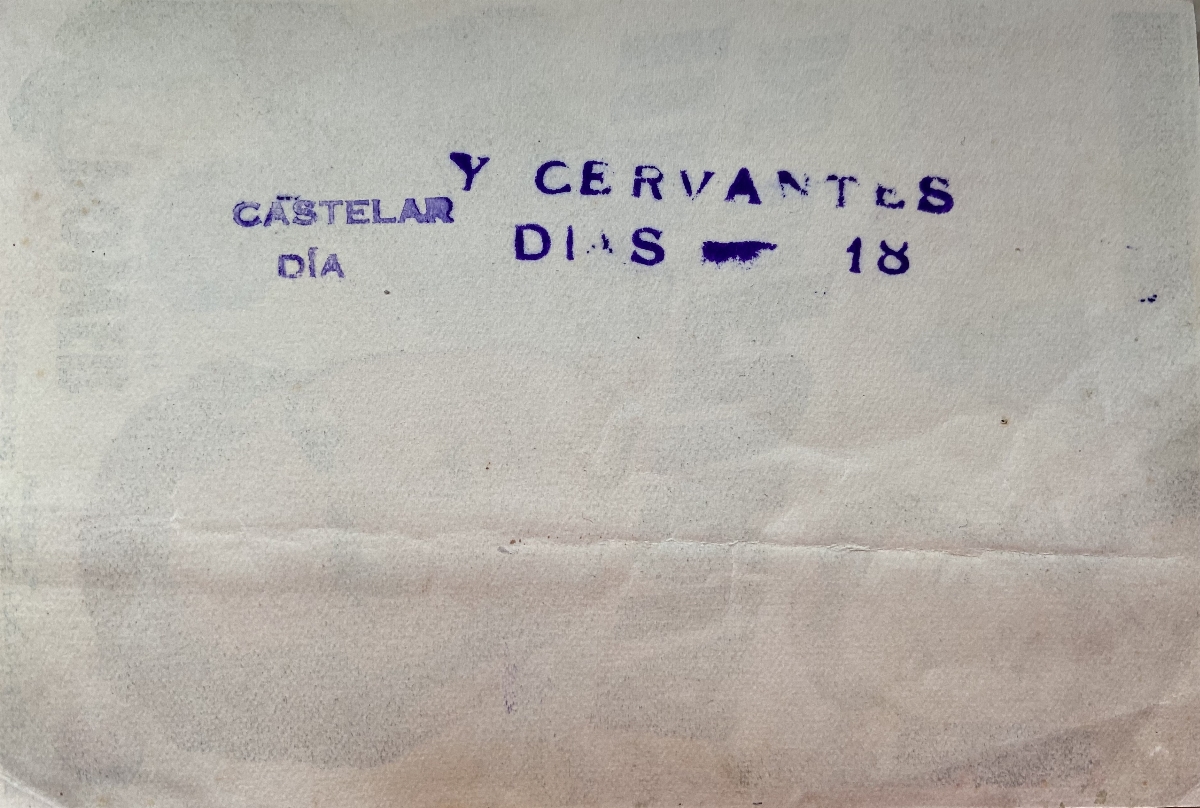 CASTELAR Y CERVANTES
DÍA DIAS - 18